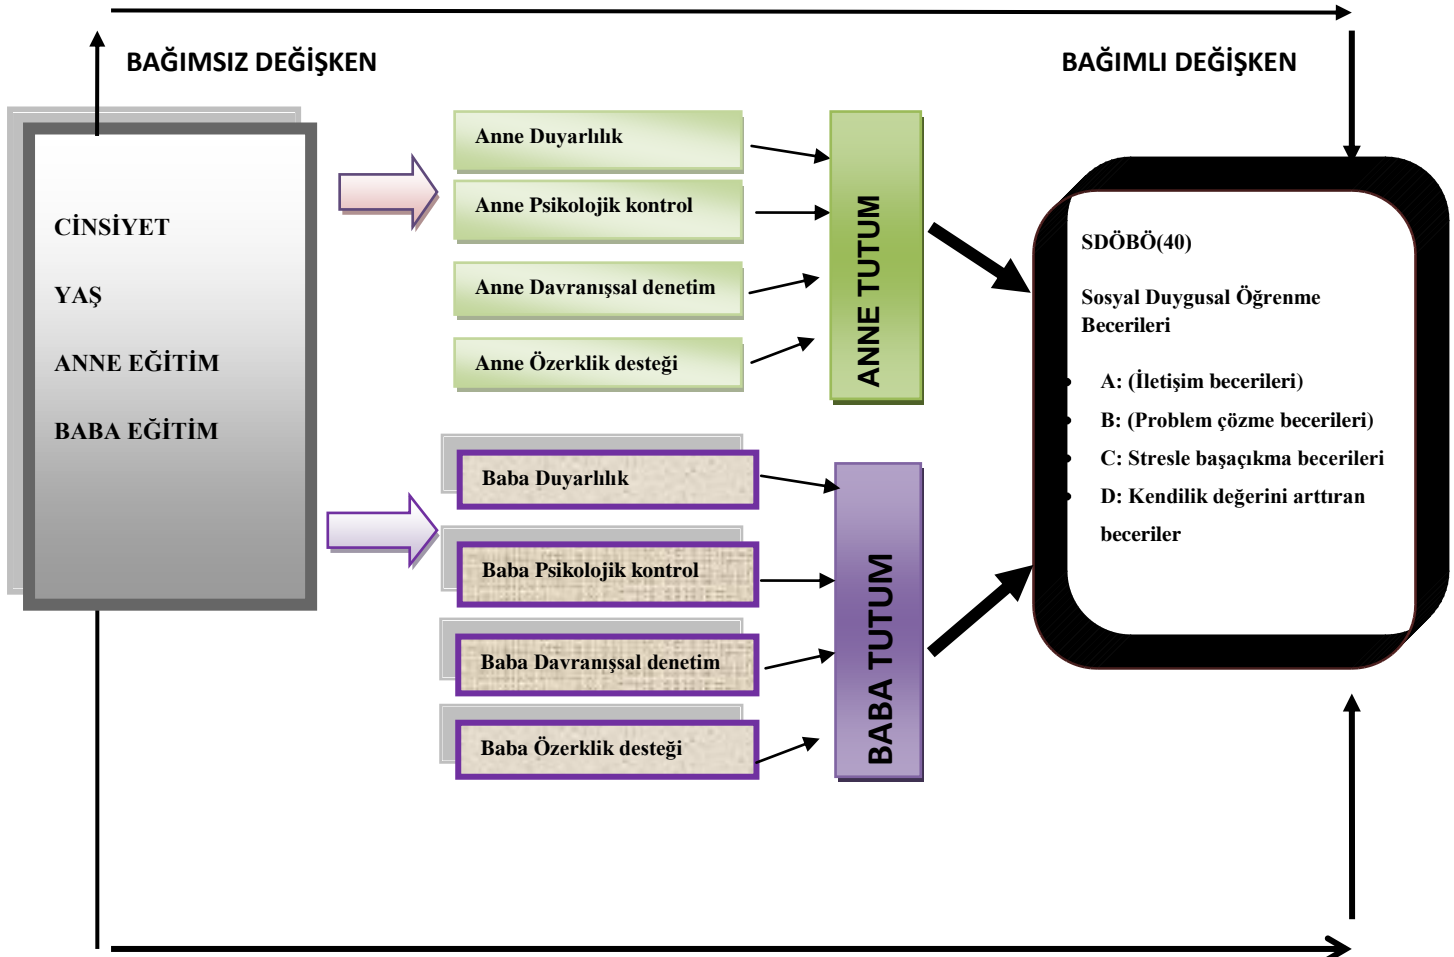 BAĞIMSIZ DEĞİŞKEN
BAĞIMLI DEĞİŞKEN
CİNSİYET
YAŞ
ANNE EĞİTİM
BABA EĞİTİM
Anne Duyarlılık
Anne Psikolojik kontrol
Anne Davranışsal denetim
Anne Özerklik desteği
ANNE TUTUM
Baba Duyarlılık
Baba Psikolojik kontrol
Baba Davranışsal denetim
Baba Özerklik desteği
BABA TUTUM
SDÖBÖ(40)
Sosyal Duygusal Öğrenme
Becerileri
A: (İletişim becerileri)
B: (Problem çözme becerileri)
C: Stresle başaçıkma becerileri
D: Kendilik değerini arttıran
beceriler